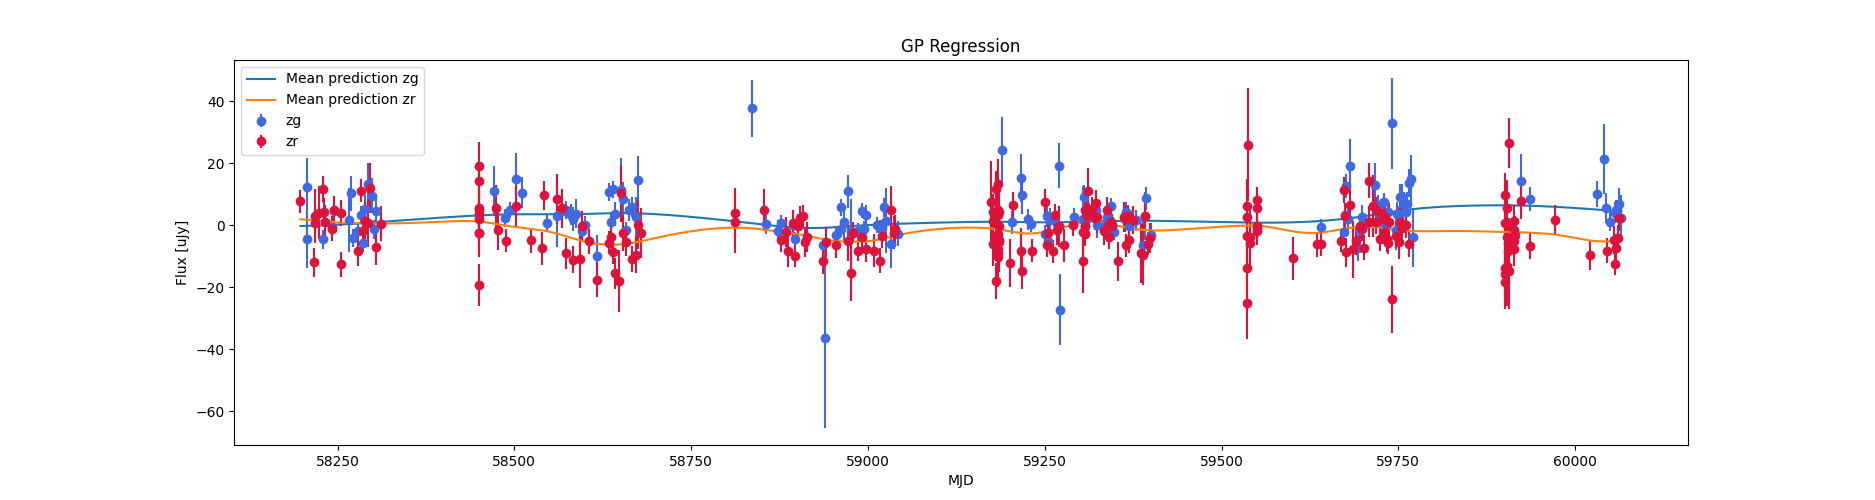 GP Regression
Mean prediction zg
Mean prediction zr
zg
zr
40
20
0
−20
−40
−60
Flux [uJy]
58250 58500 58750 59000 59250 59500 59750 60000
MJD